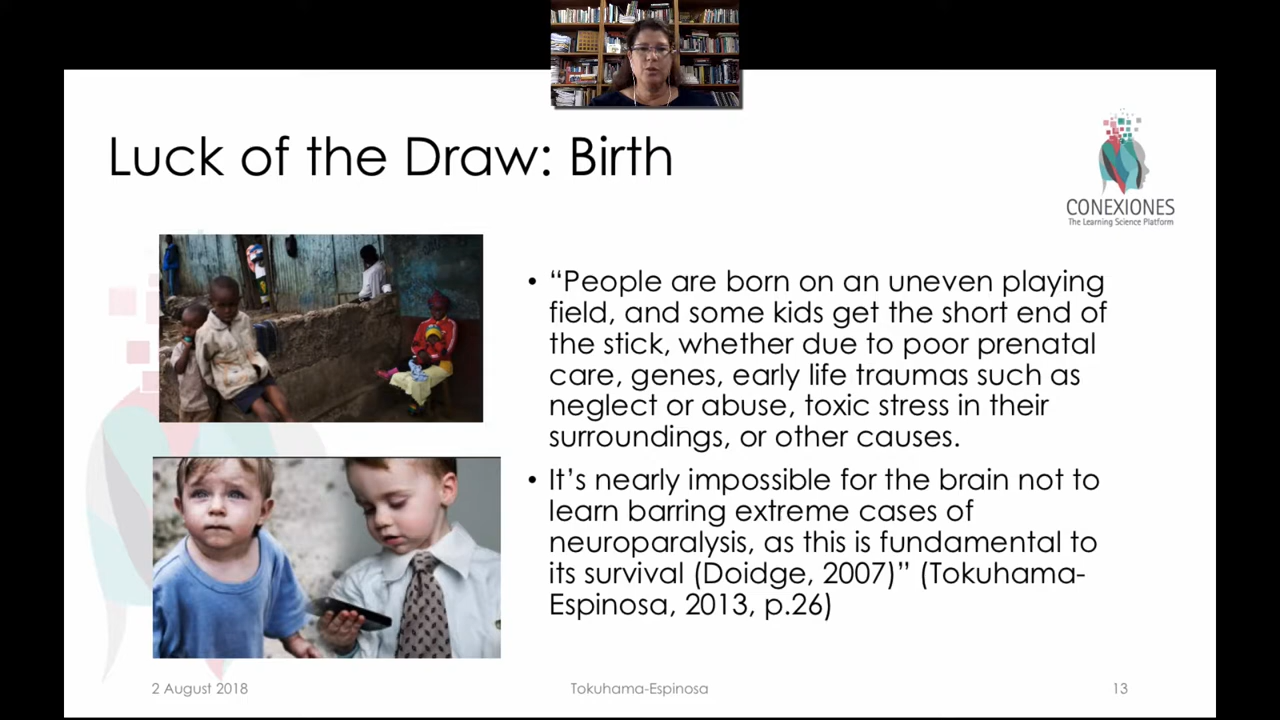 Luck of the Draw: Birth
CONEXIONES
The Learning Science Platform
• “People are born on an uneven playing
field, and some kids get the short end of
the stick, whether due to poor prenatal
care, genes, early life traumas such as
neglect or abuse, toxic stress in their
surroundings, or other causes.
• It’s nearly impossible for the brain not to
learn barring extreme cases of
neuroparalysis, as this is fundamental to
its survival (Doidge, 2007)” (Tokuhama-
Espinosa, 2013, p.26)
2 August 2018
Tokuhama-Espinosa
13